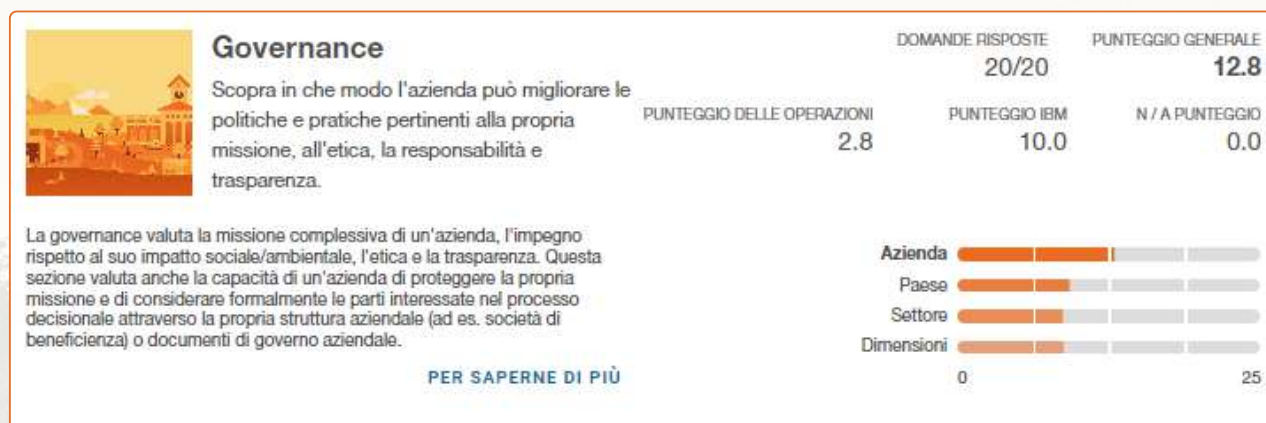 Governance
Scopra in che modo l'azienda può migliorare le
politiche e pratiche pertinenti alla propria
missione, all'etica, la responsabilità e
trasparenza.
DOMANDE RISPOSTE
20/20
PUNTEGGIO GENERALE
12.8
PUNTEGGIO DELLE OPERAZIONI
2.8
PUNTEGGIO IBM
10.0
N / A PUNTEGGIO
0.0
La governance valuta la missione complessiva di un'azienda, l'impegno
rispetto al suo impatto sociale/ambientale, l'etica e la trasparenza. Questa
sezione valuta anche la capacità di un'azienda di proteggere la propria
missione e di considerare formalmente le parti interessate nel processo
decisionale attraverso la propria struttura aziendale (ad es. società di
beneficienza) o documenti di governo aziendale.
PER SAPERNE DI PIÙ
Azienda
Paese
Settore
Dimensioni
0
25